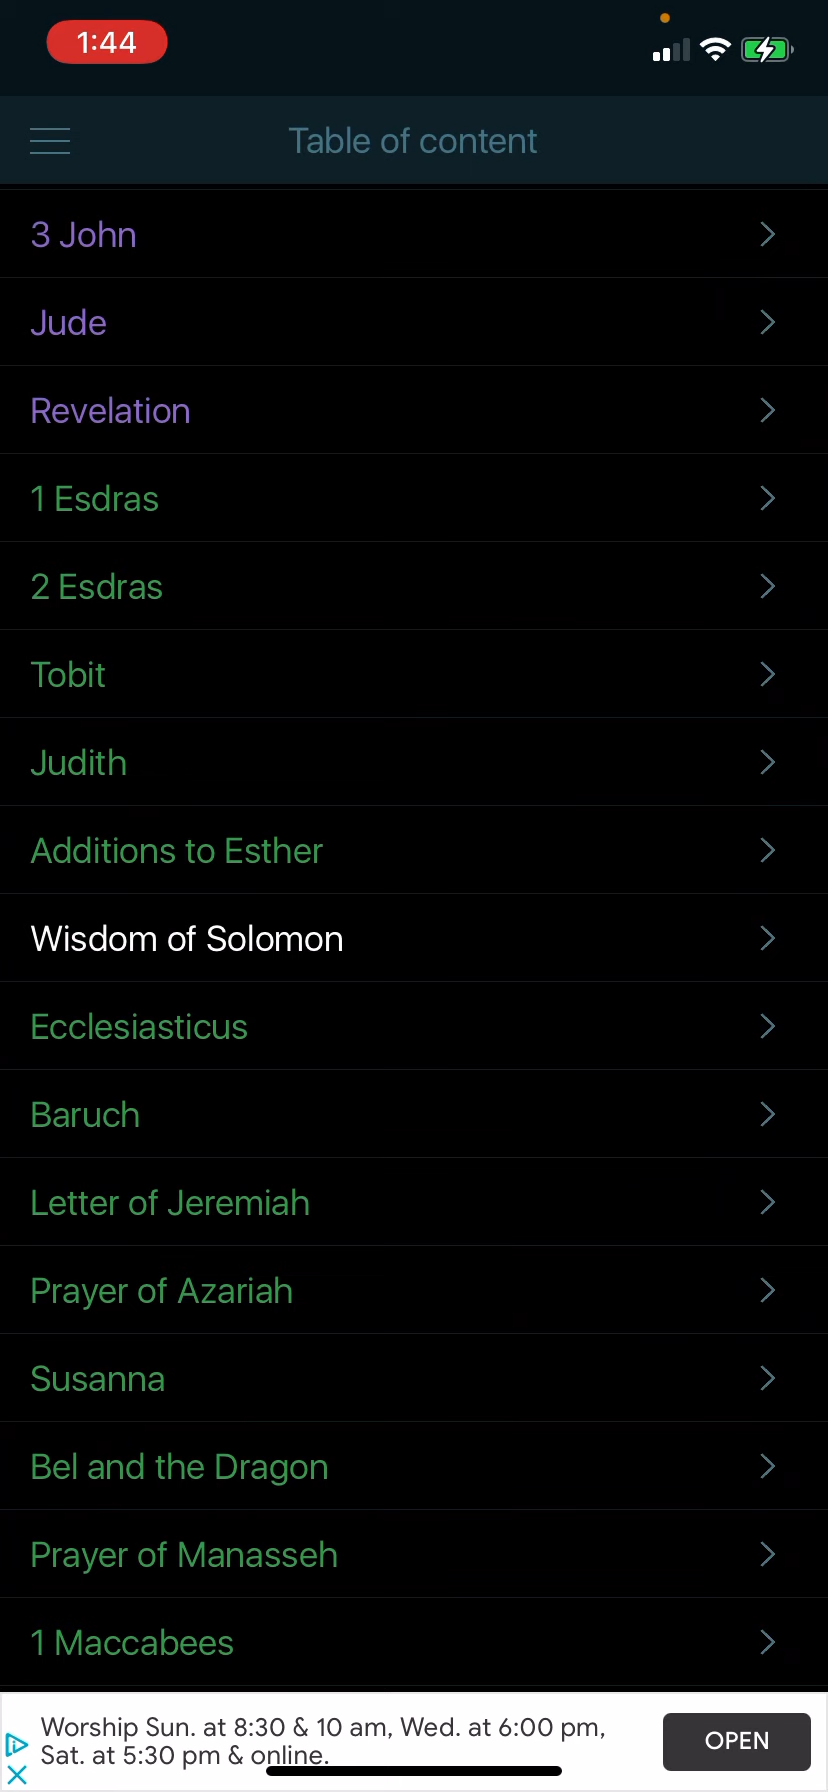 1:44
Table of content
3 John
Jude
Revelation
1 Esdras
2 Esdras
Tobit
Judith
Additions to Esther
Wisdom of Solomon
Ecclesiasticus
Baruch
Letter of Jeremiah
Prayer of Azariah
Susanna
Bel and the Dragon
Prayer of Manasseh
1 Maccabees
Worship Sun. at 8:30 & 10 am, Wed. at 6:00 pm,
Sat. at 5:30 pm & online.
OPEN